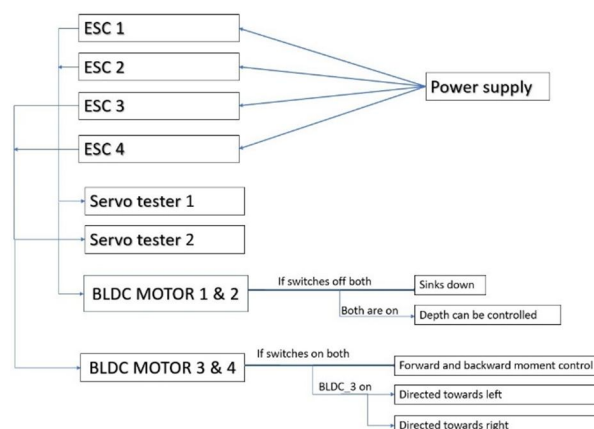 ESC 1
ESC 2
ESC 3
ESC 4
Power supply
Servo tester 1
Servo tester 2
BLDC MOTOR 1 & 2
If switches off both
Sinks down
Both are on
Depth can be controlled
BLDC MOTOR 3 & 4
If switches on both
Forward and backward moment control
BLDC_3 on
Directed towards left
Directed towards right